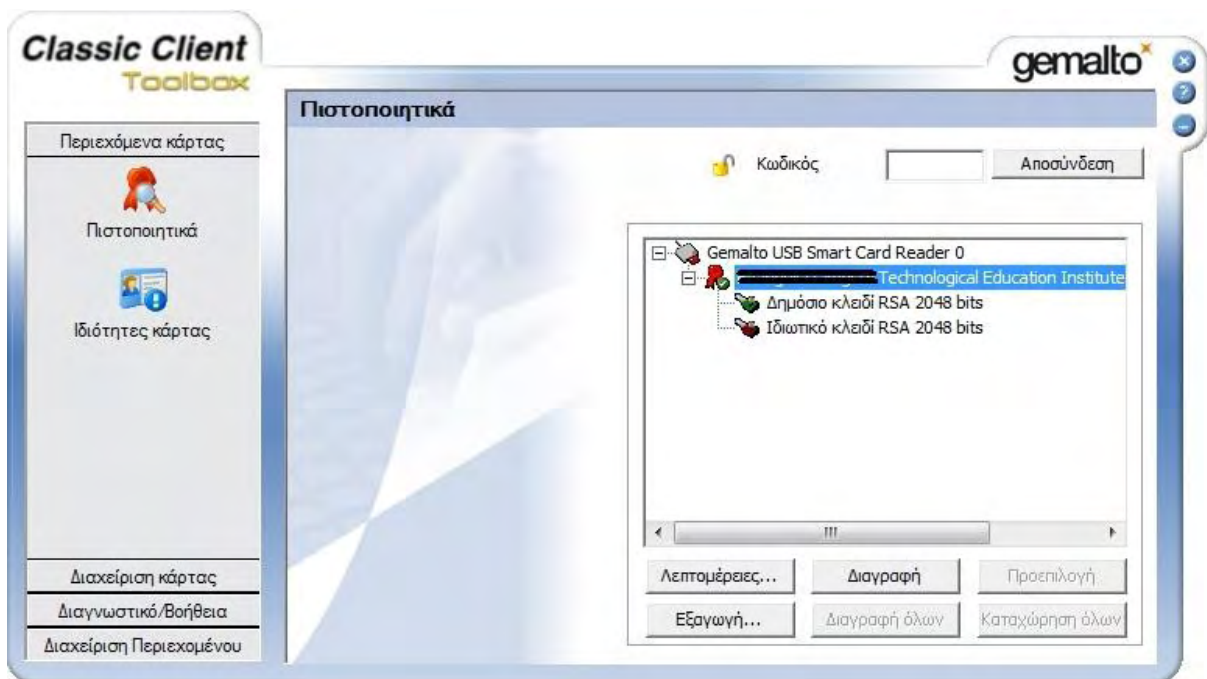 Classic Client
Toolbox
gemalto
Πιστοποιητικά
Περιεχόμενα κάρτας
Πιστοποιητικά
Ιδιότητες κάρτας
Διαχείριση κάρτας
Διαγνωστικό/Βοήθεια
Διαχείριση Περιεχομένου
Κωδικός
Αποσύνδεση
Gemalto USB Smart Card Reader 0
Technological Education Institute
Δημόσιο κλειδί RSA 2048 bits
Ιδιωτικό κλειδί RSA 2048 bits
Λεπτομέρειες... Διαγραφή Προεπιλογή
Εξαγωγή... Διαγραφή όλων Καταχώρηση όλων